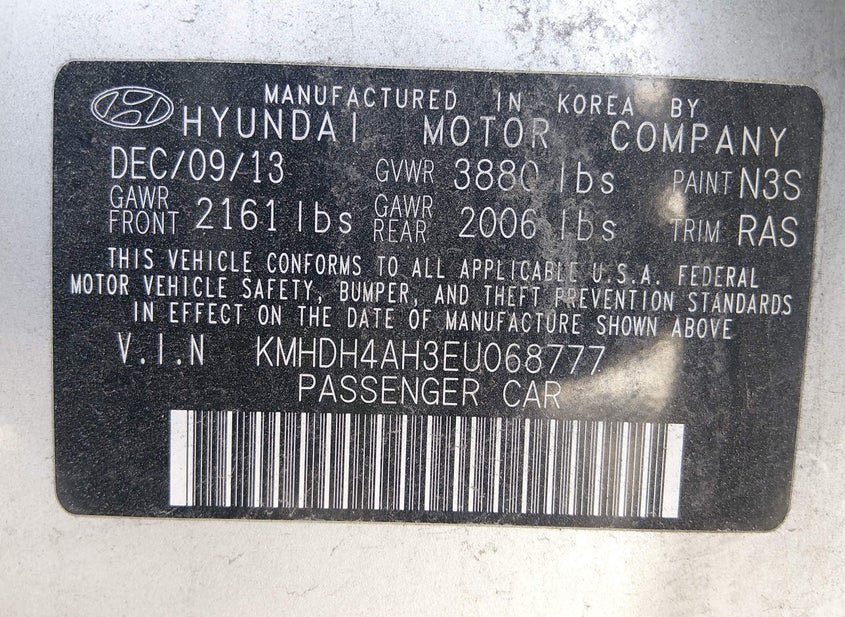 MANUFACTURED IN KOREA BY
HYUNDAI MOTOR COMPANY
DEC/09/13 GVWR 3880 lbs PAINT N3S
GAWR FRONT 2161 lbs GAWR REAR 2006 lbs TRIM RAS
THIS VEHICLE CONFORMS TO ALL APPLICABLE U.S.A. FEDERAL
MOTOR VEHICLE SAFETY, BUMPER, AND THEFT PREVENTION STANDARDS
IN EFFECT ON THE DATE OF MANUFACTURE SHOWN ABOVE
V.I.N KMHDH4AH3EU068777
PASSENGER CAR